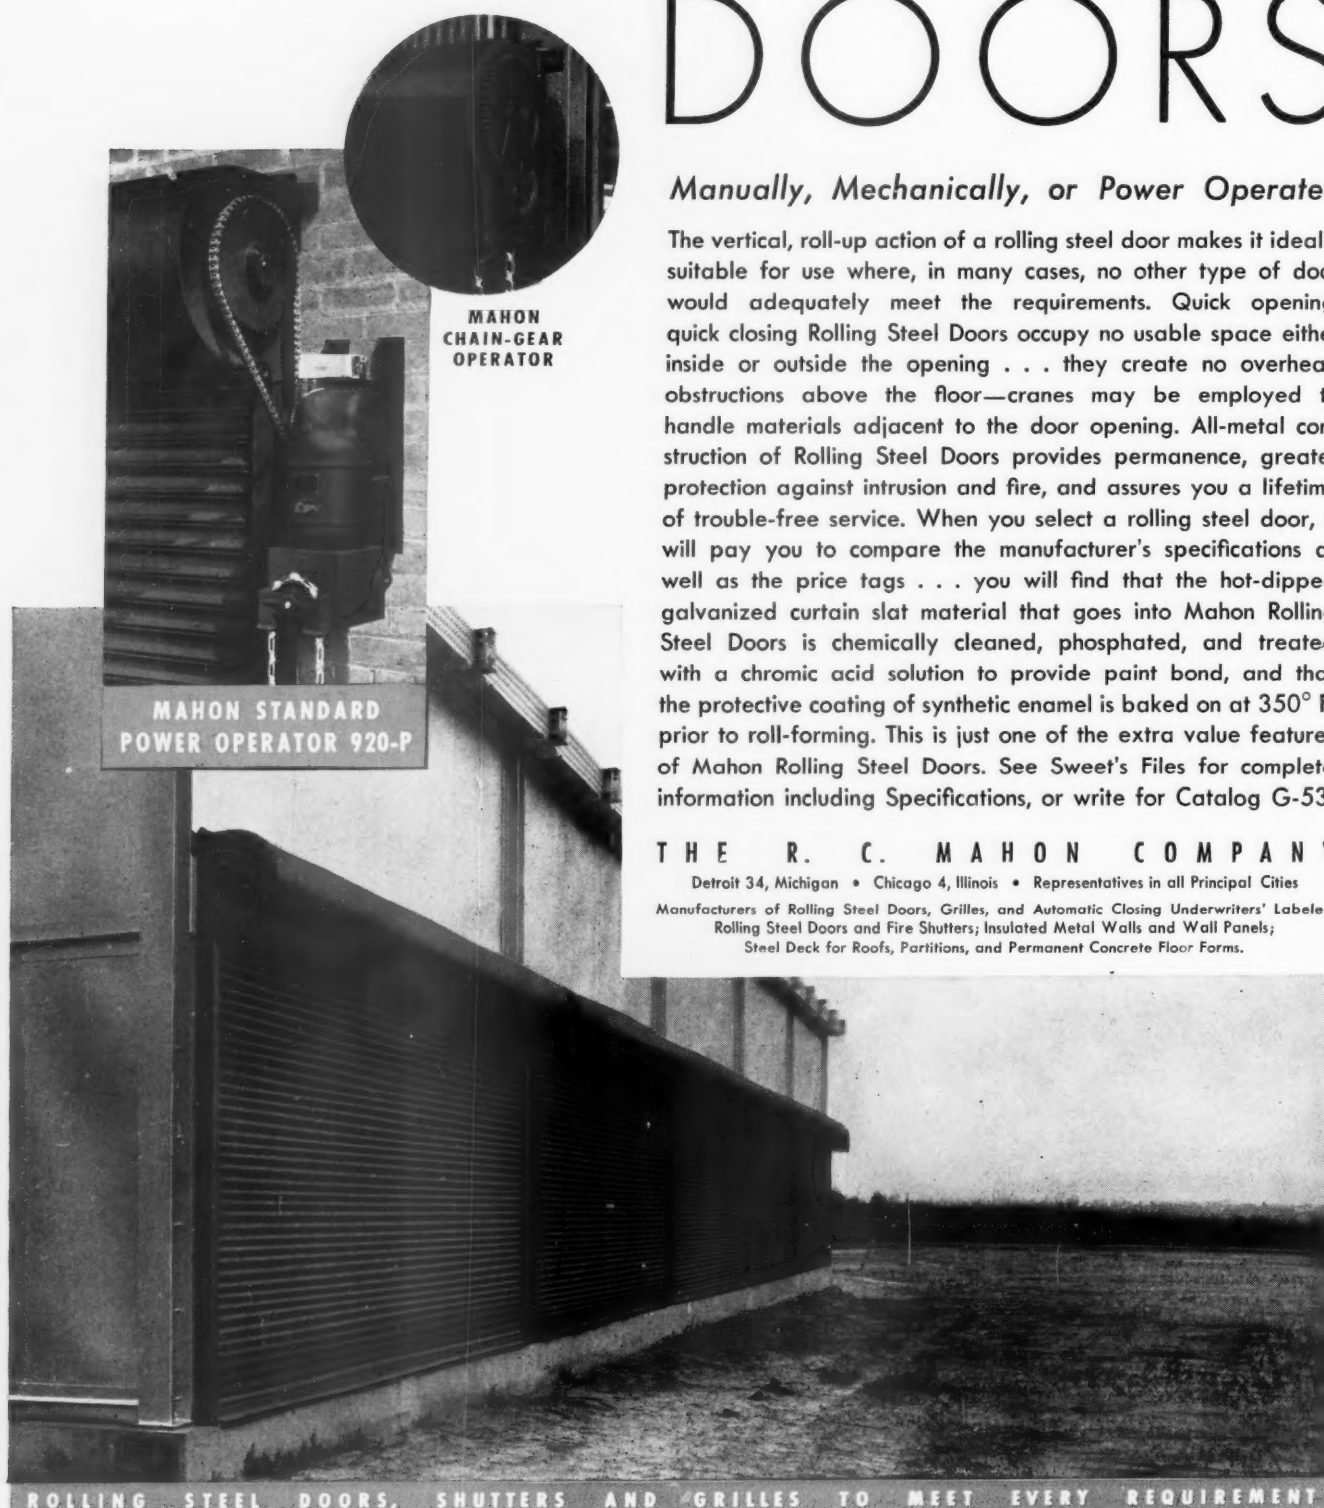 DOORS
Manually, Mechanically, or Power Operate
The vertical, roll-up action of a rolling steel door makes it ideal
suitable for use where, in many cases, no other type of doo
would adequately meet the requirements. Quick opening
quick closing Rolling Steel Doors occupy no usable space eithe
inside or outside the opening . . . they create no overhea
obstructions above the floor—cranes may be employed t
handle materials adjacent to the door opening. All-metal con
struction of Rolling Steel Doors provides permanence, greate
protection against intrusion and fire, and assures you a lifetim
of trouble-free service. When you select a rolling steel door,
will pay you to compare the manufacturer's specifications a
well as the price tags . . . you will find that the hot-dippe
galvanized curtain slat material that goes into Mahon Rolling
Steel Doors is chemically cleaned, phosphated, and treate
with a chromic acid solution to provide paint bond, and tha
the protective coating of synthetic enamel is baked on at 350° F
prior to roll-forming. This is just one of the extra value feature
of Mahon Rolling Steel Doors. See Sweet's Files for complete
information including Specifications, or write for Catalog G-53
THE R. C. MAHON COMPANY
Detroit 34, Michigan • Chicago 4, Illinois • Representatives in all Principal Cities
Manufacturers of Rolling Steel Doors, Grilles, and Automatic Closing Underwriters' Labele
Rolling Steel Doors and Fire Shutters; Insulated Metal Walls and Wall Panels;
Steel Deck for Roofs, Partitions, and Permanent Concrete Floor Forms.
MAHON
CHAIN-GEAR
OPERATOR
MAHON STANDARD
POWER OPERATOR 920-P
ROLLING STEEL DOORS, SHUTTERS AND GRILLES TO MEET EVERY REQUIREMENT